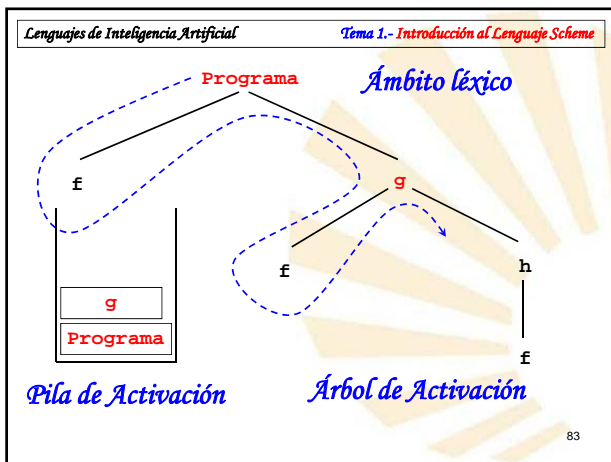 Lenguajes de Inteligencia Artificial Tema 1.- Introducción al Lenguaje Scheme
Programa Ámbito léxico
f g
f h
g
Programa
f
Pila de Activación Árbol de Activación
83